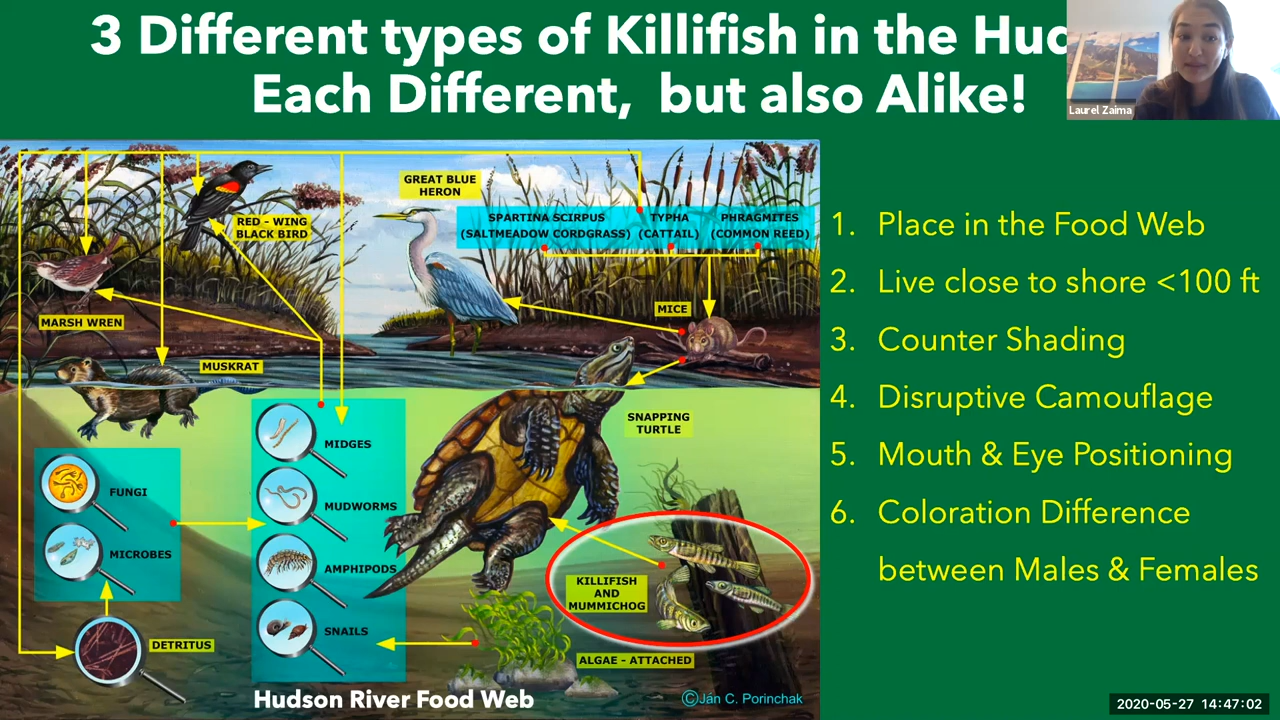 3 Different types of Killifish in the Hud
Each Different, but also Alike!
Laurel Zaima
GREAT BLUE
HERON
RED - WING
BLACK BIRD
SPARTINA SCIRPUS
(SALTMEADOW CORDGRASS)
TYPHA
(CATTAIL)
PHRAGMITES
(COMMON REED)
MARSH WREN
MICE
MUSKRAT
SNAPPING
TURTLE
MIDGES
FUNGI
MUDWORMS
MICROBES
AMPHIPODS
KILLIFISH
AND
MUMMICHOG
SNAILS
DETRITUS
ALGAE - ATTACHED
Hudson River Food Web
©Ján C. Porinchak
1. Place in the Food Web
2. Live close to shore <100 ft
3. Counter Shading
4. Disruptive Camouflage
5. Mouth & Eye Positioning
6. Coloration Difference
between Males & Females
2020-05-27 14:47:02